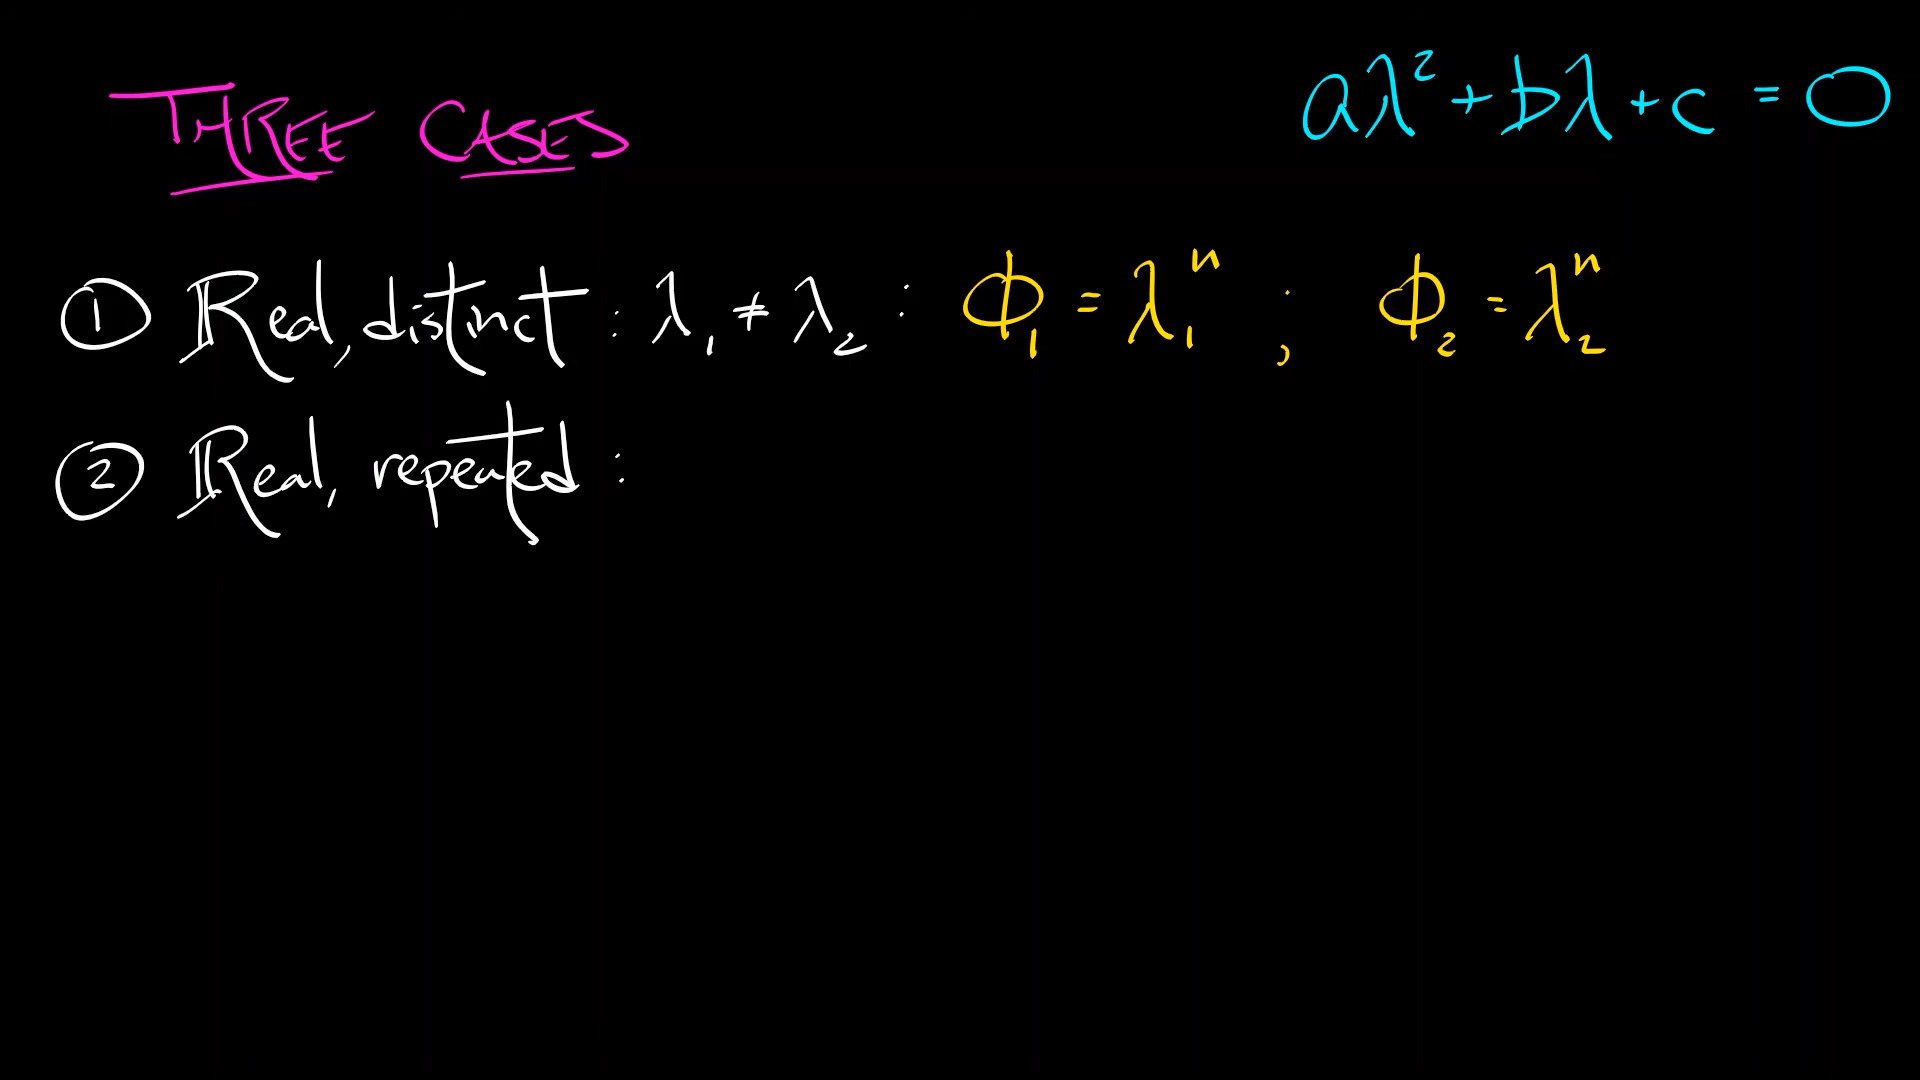 THREE CASES
aλ² + bλ + c = 0
① Real, distinct : λ₁ ≠ λ₂ : ϕ₁ = λ₁ⁿ ; ϕ₂ = λ₂ⁿ
② Real, repeated :